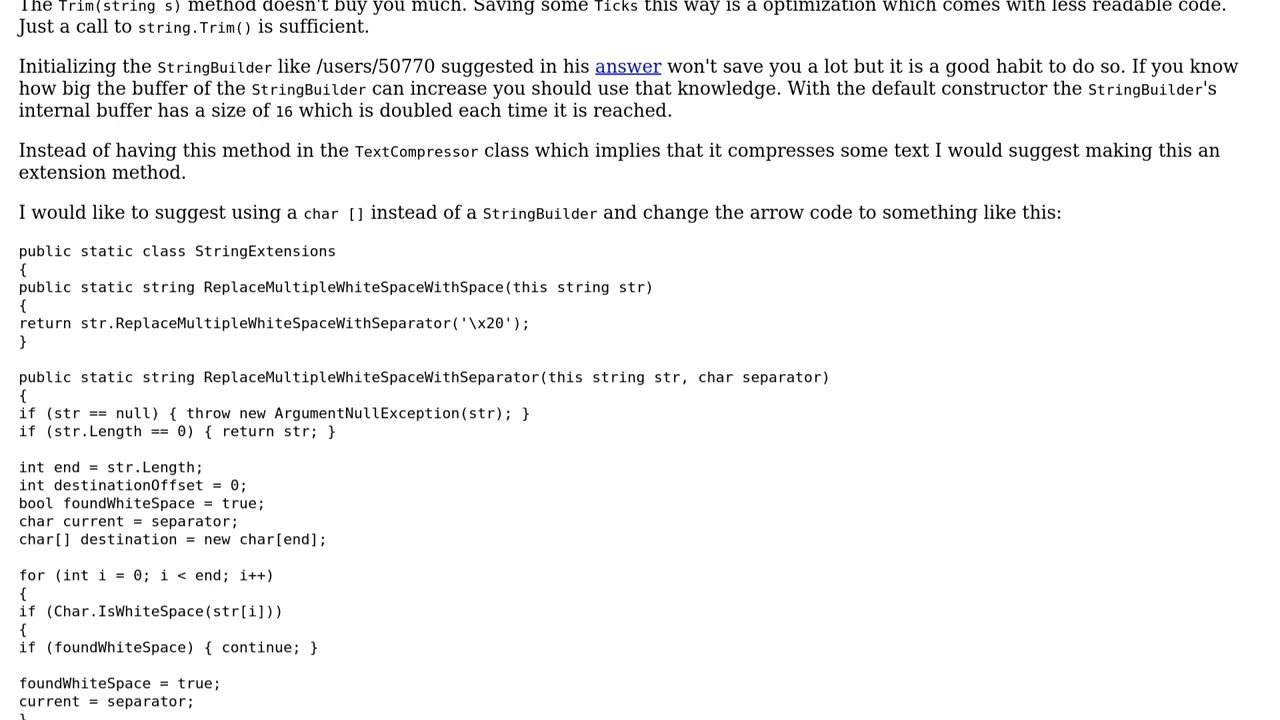 The Trim(string s) method doesn't buy you much. Saving some Ticks this way is a optimization which comes with less readable code.
Just a call to string.Trim() is sufficient.
Initializing the StringBuilder like /users/50770 suggested in his answer won't save you a lot but it is a good habit to do so. If you know
how big the buffer of the StringBuilder can increase you should use that knowledge. With the default constructor the StringBuilder's
internal buffer has a size of 16 which is doubled each time it is reached.
Instead of having this method in the TextCompressor class which implies that it compresses some text I would suggest making this an
extension method.
I would like to suggest using a char [] instead of a StringBuilder and change the arrow code to something like this:
public static class StringExtensions
{
public static string ReplaceMultipleWhiteSpaceWithSpace(this string str)
{
return str.ReplaceMultipleWhiteSpaceWithSeparator('\x20');
}
public static string ReplaceMultipleWhiteSpaceWithSeparator(this string str, char separator)
{
if (str == null) { throw new ArgumentNullException(str); }
if (str.Length == 0) { return str; }
int end = str.Length;
int destinationOffset = 0;
bool foundWhiteSpace = true;
char current = separator;
char[] destination = new char[end];
for (int i = 0; i < end; i++)
{
if (Char.IsWhiteSpace(str[i]))
{
if (foundWhiteSpace) { continue; }
foundWhiteSpace = true;
current = separator;
}